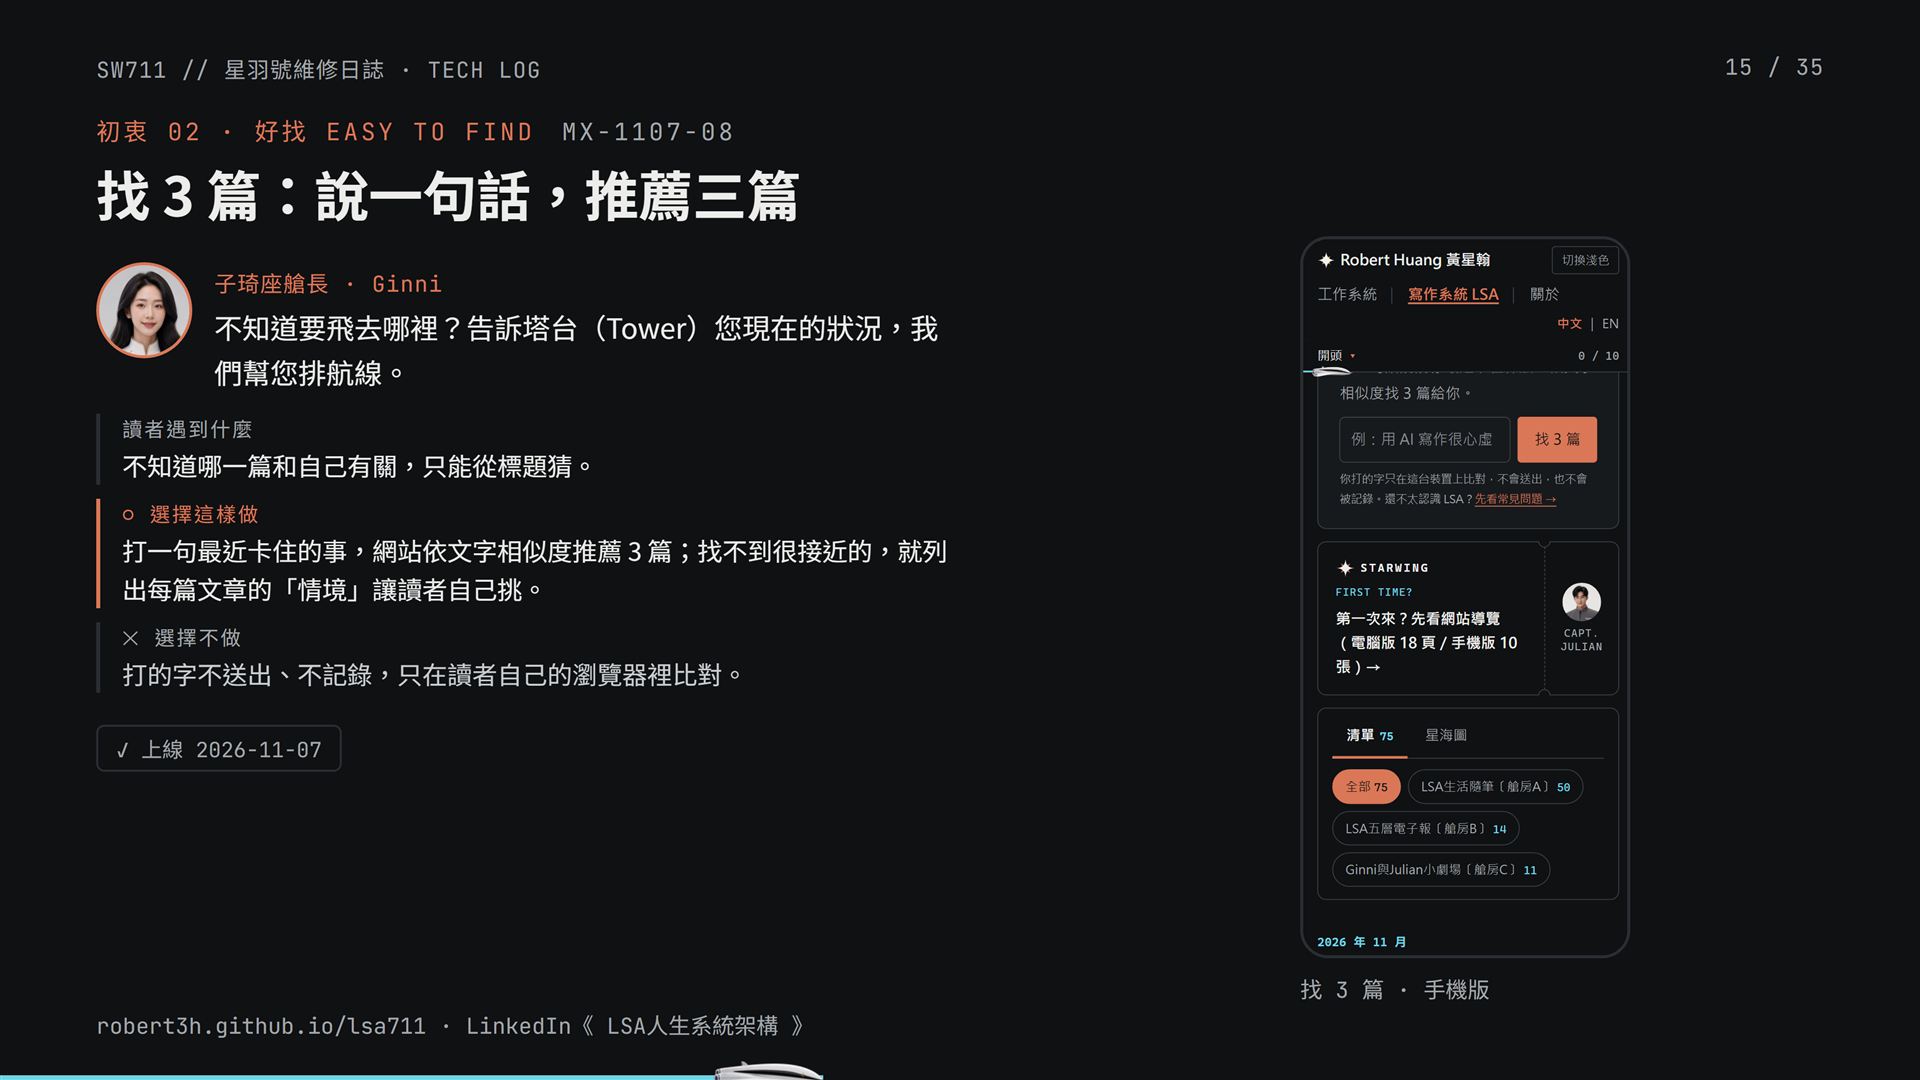 SW711 // 星羽號維修日誌 · TECH LOG
15 / 35
初衷 02 · 好找 EASY TO FIND MX-1107-08
找 3 篇：說一句話，推薦三篇
子琦座艙長 · Ginni
不知道要飛去哪裡？告訴塔台（Tower）您現在的狀況，我
們幫您排航線。
讀者遇到什麼
不知道哪一篇和自己有關，只能從標題猜。
○ 選擇這樣做
打一句最近卡住的事，網站依文字相似度推薦 3 篇；找不到很接近的，就列
出每篇文章的「情境」讓讀者自己挑。
× 選擇不做
打的字不送出、不記錄，只在讀者自己的瀏覽器裡比對。
✓ 上線 2026-11-07
Robert Huang 黃星翰
切換淺色
工作系統 | 寫作系統 LSA | 關於
中文 | EN
開頭 ▾
0 / 10
相似度找 3 篇給你。
例：用 AI 寫作很心虛
找 3 篇
你打的字只在這台裝置上比對，不會送出，也不會
被記錄。還不太認識 LSA？先看常見問題 →
STARWING
FIRST TIME?
第一次來？先看網站導覽
（電腦版 18 頁 / 手機版 10
張）→
CAPT.
JULIAN
清單 75
星海圖
全部 75
LSA生活隨筆〔艙房A〕 50
LSA五層電子報〔艙房B〕 14
Ginni與Julian小劇場〔艙房C〕 11
2026 年 11 月
找 3 篇 · 手機版
robert3h.github.io/lsa711 · LinkedIn《 LSA人生系統架構 》